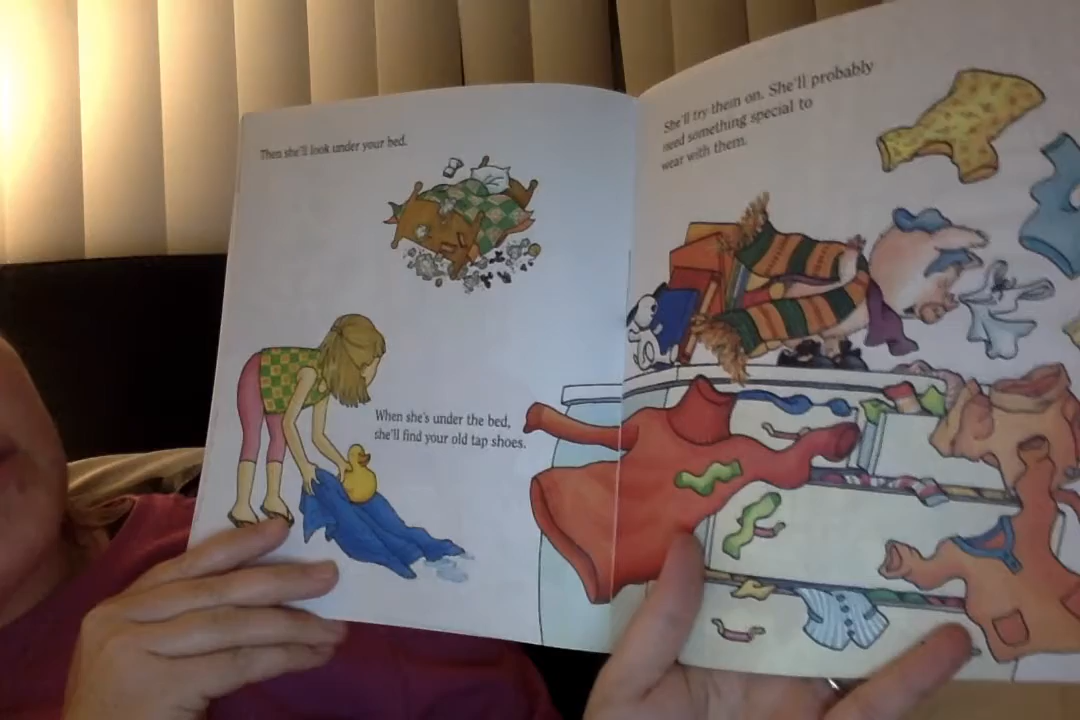 Then she'll look under your bed.
When she's under the bed,
she'll find your old tap shoes.
She'll try them on. She'll probably
need something special to
wear with them.